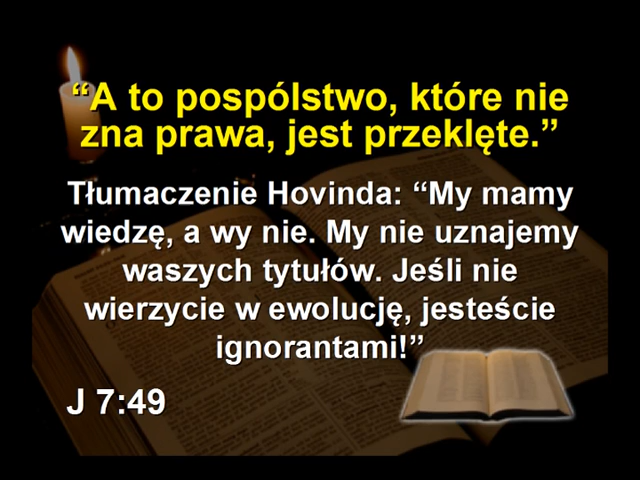 “A to pospólstwo, które nie
zna prawa, jest przeklęte.”
Tłumaczenie Hovinda: “My mamy
wiedzę, a wy nie. My nie uznajemy
waszych tytułów. Jeśli nie
wierzycie w ewolucję, jesteście
ignorantami!”
J 7:49